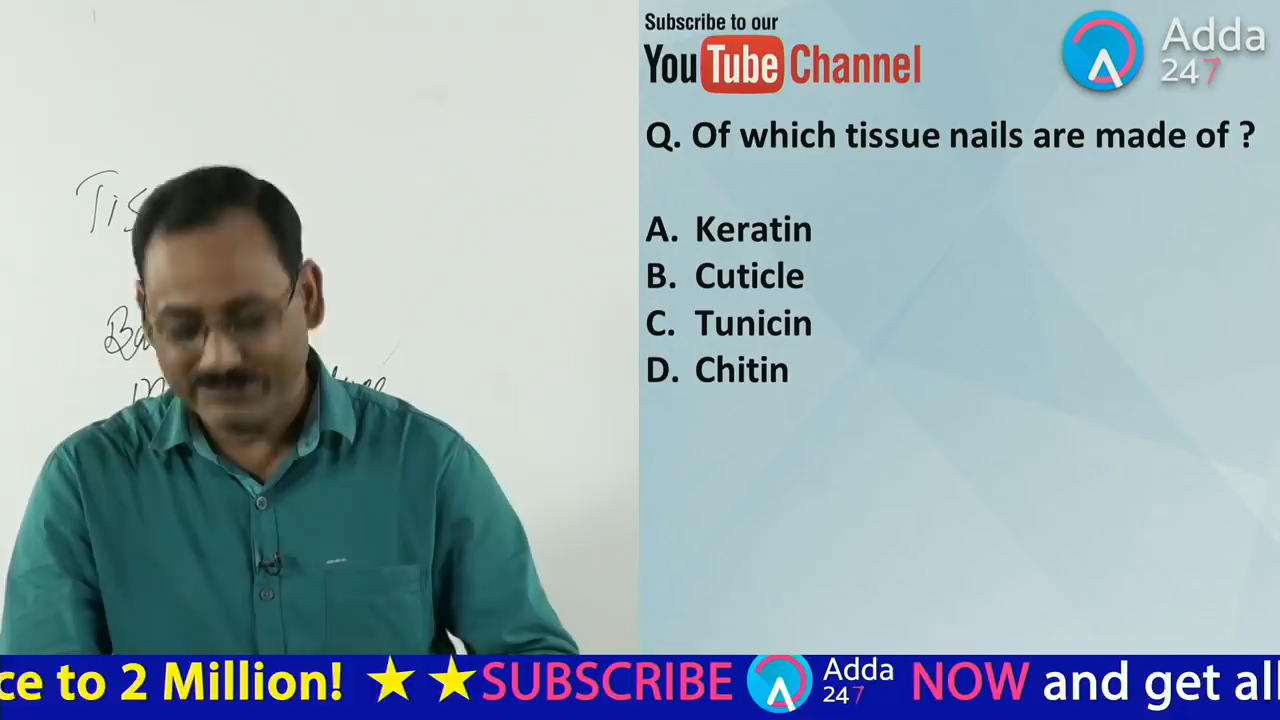 Subscribe to our
YouTube Channel
Adda
247
Q. Of which tissue nails are made of ?
A. Keratin
B. Cuticle
C. Tunicin
D. Chitin
ce to 2 Million! ★ ★SUBSCRIBE Adda 247 NOW and get all